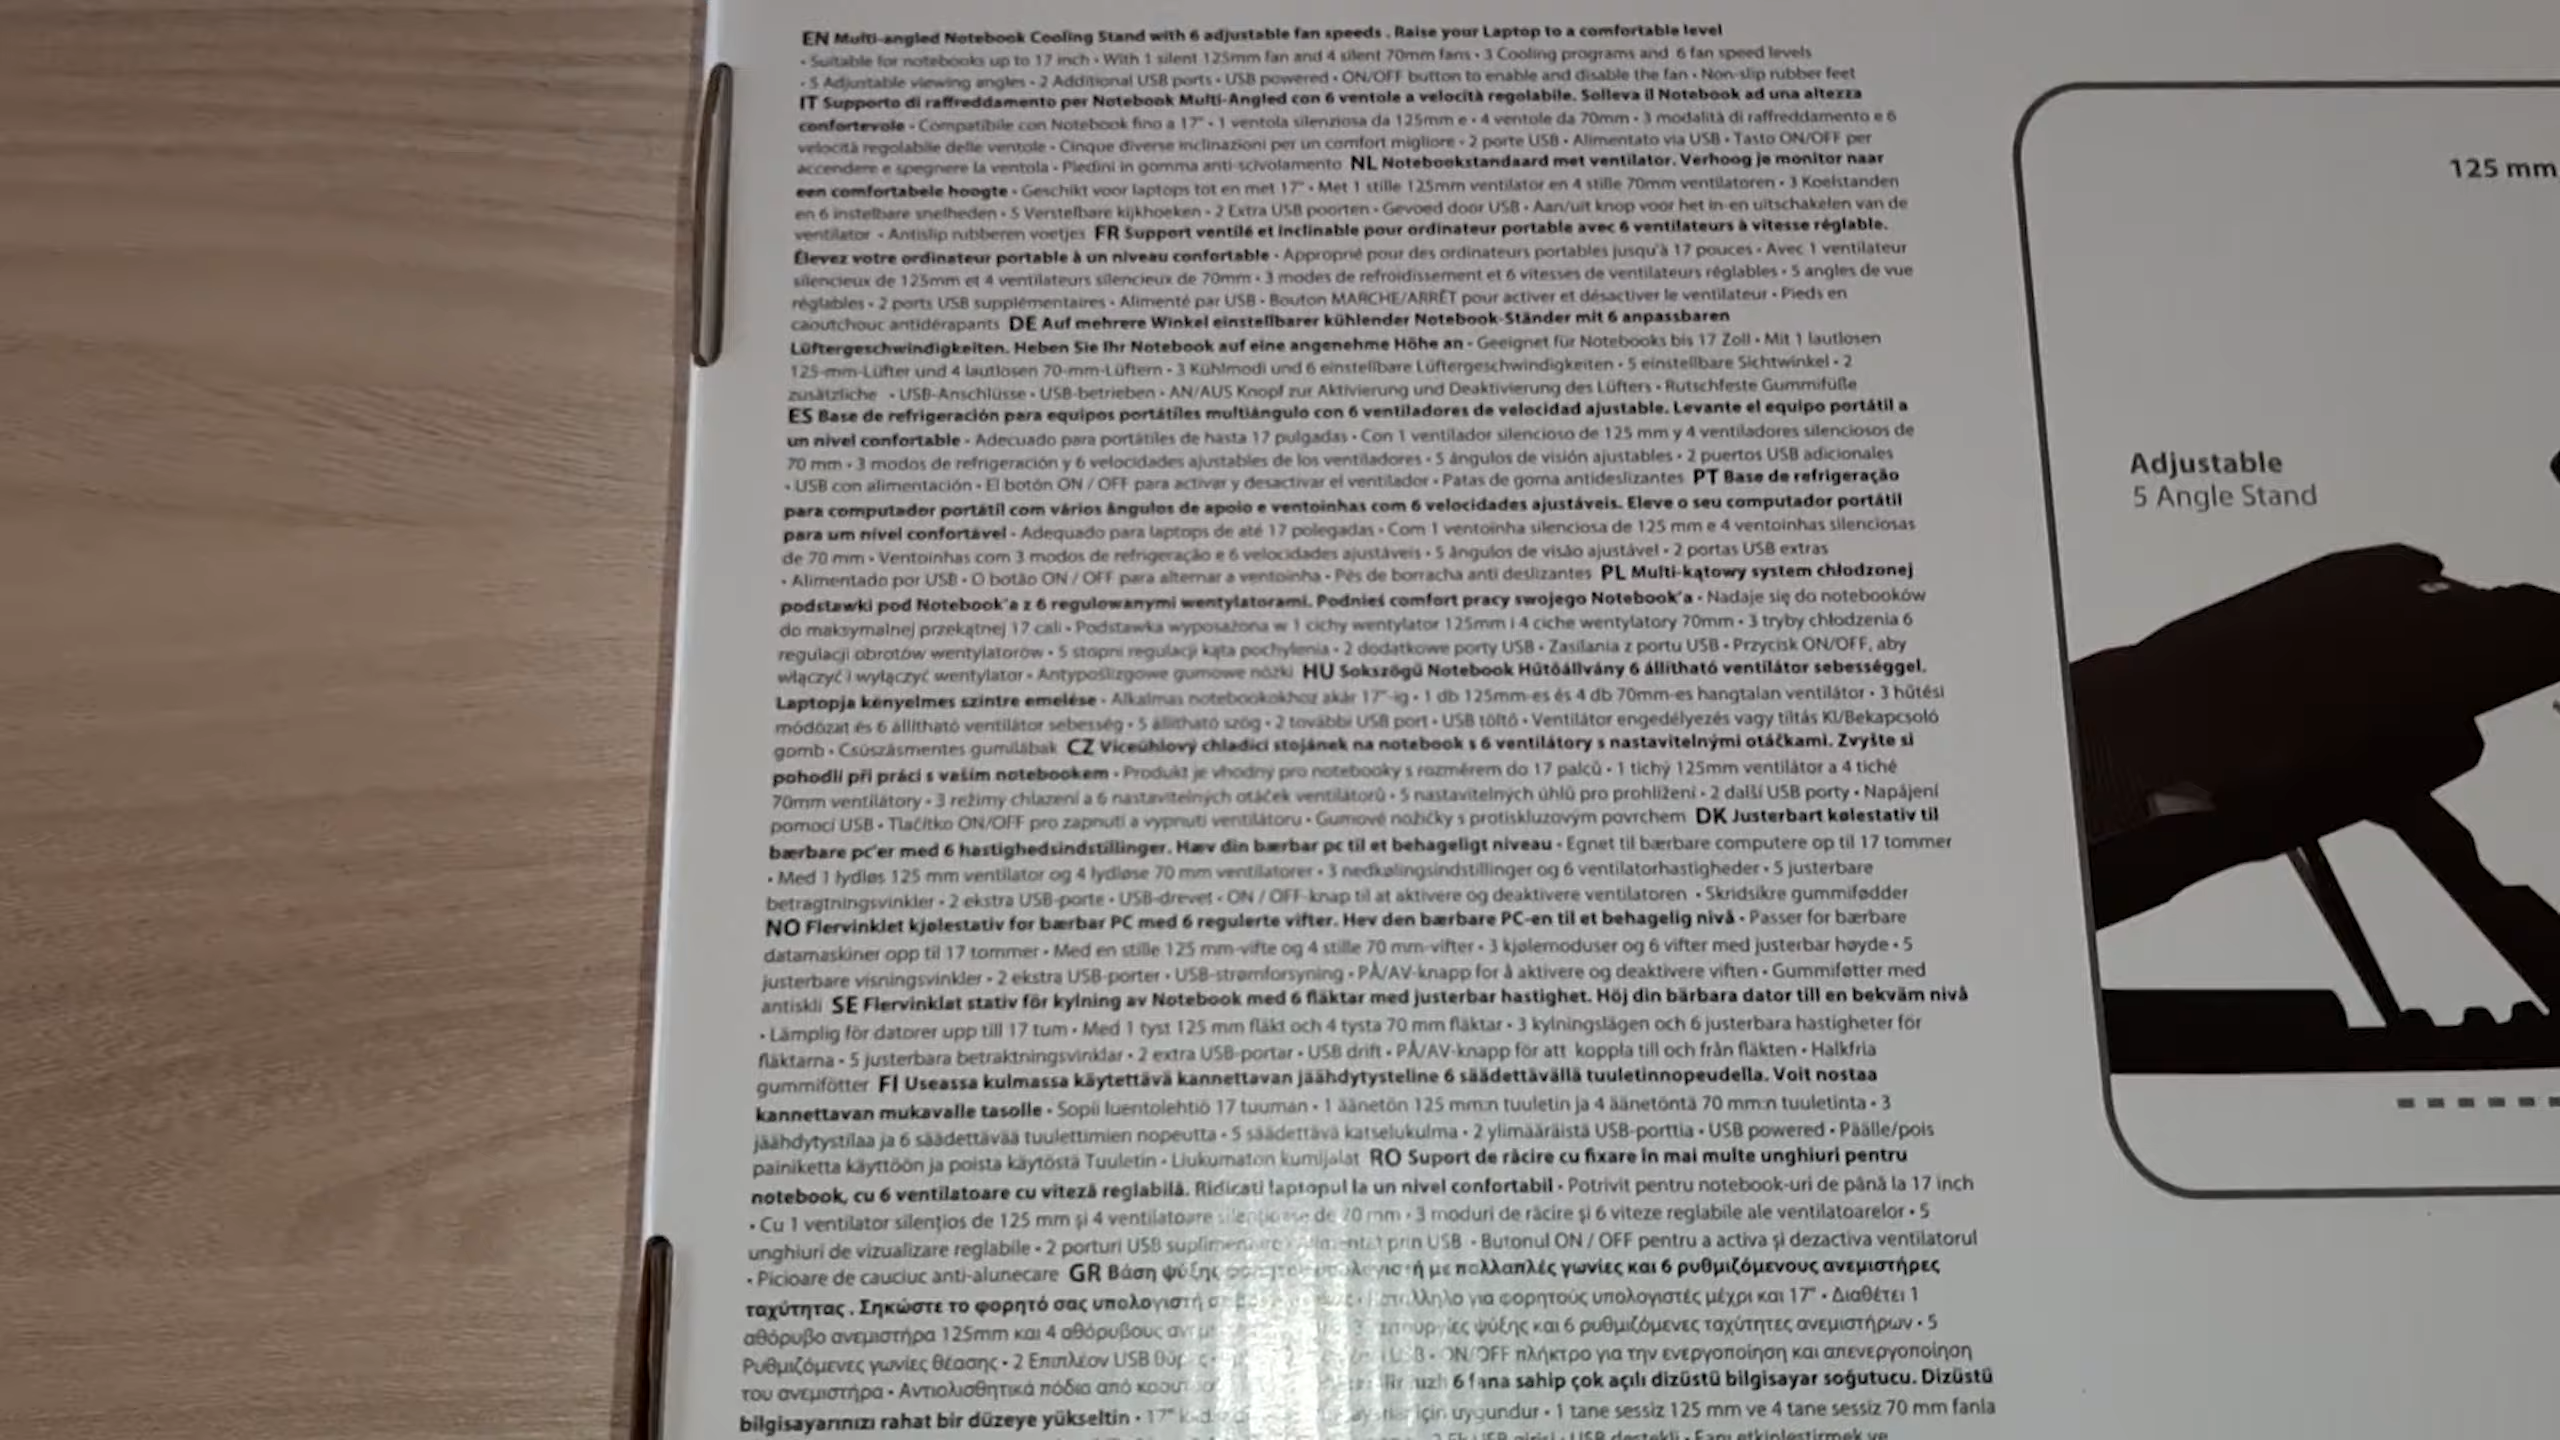 EN Multi-angled Notebook Cooling Stand with 6 adjustable fan speeds . Raise your Laptop to a comfortable level
• Suitable for notebooks up to 17 inch • With 1 silent 125mm fan and 4 silent 70mm fans • 3 Cooling programs and 6 fan speed levels
• 5 Adjustable viewing angles • 2 Additional USB ports • USB powered • ON/OFF button to enable and disable the fan • Non-slip rubber feet
IT Supporto di raffreddamento per Notebook Multi-Angled con 6 ventole a velocità regolabile. Solleva il Notebook ad una altezza
confortevole • Compatibile con Notebook fino a 17" • 1 ventola silenziosa da 125mm e • 4 ventole da 70mm • 3 modalità di raffreddamento e 6
velocità regolabile delle ventole • Cinque diverse inclinazioni per un comfort migliore • 2 porte USB • Alimentato via USB • Tasto ON/OFF per
accendere e spegnere la ventola • Piedini in gomma anti-scivolamento NL Notebookstandaard met ventilator. Verhoog je monitor naar
een comfortabele hoogte • Geschikt voor laptops tot en met 17" • Met 1 stille 125mm ventilator en 4 stille 70mm ventilatoren • 3 Koelstanden
en 6 instelbare snelheden • 5 Verstelbare kijkhoeken • 2 Extra USB poorten • Gevoed door USB • Aan/uit knop voor het in-en uitschakelen van de
ventilator • Antislip rubberen voetjes FR Support ventilé et inclinable pour ordinateur portable avec 6 ventilateurs à vitesse réglable.
Élevez votre ordinateur portable à un niveau confortable • Approprié pour des ordinateurs portables jusqu'à 17 pouces • Avec 1 ventilateur
silencieux de 125mm et 4 ventilateurs silencieux de 70mm • 3 modes de refroidissement et 6 vitesses de ventilateurs réglables • 5 angles de vue
réglables • 2 ports USB supplémentaires • Alimenté par USB • Bouton MARCHE/ARRÊT pour activer et désactiver le ventilateur • Pieds en
caoutchouc antidérapants DE Auf mehrere Winkel einstellbarer kühlender Notebook-Ständer mit 6 anpassbaren
Lüftergeschwindigkeiten. Heben Sie Ihr Notebook auf eine angenehme Höhe an • Geeignet für Notebooks bis 17 Zoll • Mit 1 lautlosen
125-mm-Lüfter und 4 lautlosen 70-mm-Lüftern • 3 Kühlmodi und 6 einstellbare Lüftergeschwindigkeiten • 5 einstellbare Sichtwinkel • 2
zusätzliche • USB-Anschlüsse • USB-betrieben • AN/AUS Knopf zur Aktivierung und Deaktivierung des Lüfters • Rutschfeste Gummifüße
ES Base de refrigeración para equipos portátiles multiángulo con 6 ventiladores de velocidad ajustable. Levante el equipo portátil a
un nivel confortable • Adecuado para portátiles de hasta 17 pulgadas • Con 1 ventilador silencioso de 125 mm y 4 ventiladores silenciosos de
70 mm • 3 modos de refrigeración y 6 velocidades ajustables de los ventiladores • 5 ángulos de visión ajustables • 2 puertos USB adicionales
• USB con alimentación • El botón ON / OFF para activar y desactivar el ventilador • Patas de goma antideslizantes PT Base de refrigeração
para computador portátil com vários ângulos de apoio e ventoinhas com 6 velocidades ajustáveis. Eleve o seu computador portátil
para um nível confortável • Adequado para laptops de até 17 polegadas • Com 1 ventoinha silenciosa de 125 mm e 4 ventoinhas silenciosas
de 70 mm • Ventoinhas com 3 modos de refrigeração e 6 velocidades ajustáveis • 5 ângulos de visão ajustável • 2 portas USB extras
• Alimentado por USB • O botão ON / OFF para alternar a ventoinha • Pés de borracha anti deslizantes PL Multi-kątowy system chłodzonej
podstawki pod Notebook'a z 6 regulowanymi wentylatorami. Podnieś comfort pracy swojego Notebook'a • Nadaje się do notebooków
do maksymalnej przekątnej 17 cali • Podstawka wyposażona w 1 cichy wentylator 125mm i 4 ciche wentylatory 70mm • 3 tryby chłodzenia 6
regulacji obrotów wentylatorów • 5 stopni regulacji kąta pochylenia • 2 dodatkowe porty USB • Zasilania z portu USB • Przycisk ON/OFF, aby
włączyć i wyłączyć wentylator • Antypoślizgowe gumowe nóżki HU Sokszögű Notebook Hűtőállvány 6 állítható ventilátor sebességgel.
Laptopja kényelmes szintre emelése • Alkalmas notebookokhoz akár 17"-ig • 1 db 125mm-es és 4 db 70mm-es hangtalan ventilátor • 3 hűtési
módozat és 6 állítható ventilátor sebesség • 5 állítható szög • 2 további USB port • USB töltő • Ventilátor engedélyezés vagy tiltás KI/Bekapcsoló
gomb • Csúszásmentes gumilábak CZ Víceúhlový chladící stojánek na notebook s 6 ventilátory s nastavitelnými otáčkami. Zvyšte si
pohodlí při práci s vaším notebookem • Produkt je vhodný pro notebooky s rozměrem do 17 palců • 1 tichý 125mm ventilátor a 4 tiché
70mm ventilátory • 3 režimy chlazení a 6 nastavitelných otáček ventilátorů • 5 nastavitelných úhlů pro prohlížení • 2 další USB porty • Napájení
pomocí USB • Tlačítko ON/OFF pro zapnutí a vypnutí ventilátoru • Gumové nožičky s protiskluzovým povrchem DK Justerbart kølestativ til
bærbare pc'er med 6 hastighedsindstillinger. Hæv din bærbar pc til et behageligt niveau • Egnet til bærbare computere op til 17 tommer
• Med 1 lydløs 125 mm ventilator og 4 lydløse 70 mm ventilatorer • 3 nedkølingsindstillinger og 6 ventilatorhastigheder • 5 justerbare
betragtningsvinkler • 2 ekstra USB-porte • USB-drevet • ON / OFF-knap til at aktivere og deaktivere ventilatoren • Skridsikre gummifødder
NO Flervinklet kjølestativ for bærbar PC med 6 regulerte vifter. Hev den bærbare PC-en til et behagelig nivå • Passer for bærbare
datamaskiner opp til 17 tommer • Med en stille 125 mm-vifte og 4 stille 70 mm-vifter • 3 kjølemoduser og 6 vifter med justerbar høyde • 5
justerbare visningsvinkler • 2 ekstra USB-porter • USB-strømforsyning • PÅ/AV-knapp for å aktivere og deaktivere viften • Gummiføtter med
antiskli SE Flervinklat stativ för kylning av Notebook med 6 fläktar med justerbar hastighet. Höj din bärbara dator till en bekväm nivå
• Lämplig för datorer upp till 17 tum • Med 1 tyst 125 mm fläkt och 4 tysta 70 mm fläktar • 3 kylningslägen och 6 justerbara hastigheter för
fläktarna • 5 justerbara betraktningsvinklar • 2 extra USB-portar • USB drift • PÅ/AV-knapp för att koppla till och från fläkten • Halkfria
gummifötter FI Useassa kulmassa käytettävä kannettavan jäähdytysteline 6 säädettävällä tuuletinnopeudella. Voit nostaa
kannettavan mukavalle tasolle • Sopii luentolehtiö 17 tuuman • 1 äänetön 125 mm:n tuuletin ja 4 äänetöntä 70 mm:n tuuletinta • 3
jäähdytystilaa ja 6 säädettävää tuulettimien nopeutta • 5 säädettävä katselukulma • 2 ylimääräistä USB-porttia • USB powered • Päälle/pois
painiketta käyttöön ja poista käytöstä Tuuletin • Liukumaton kumijalat RO Suport de răcire cu fixare în mai multe unghiuri pentru
notebook, cu 6 ventilatoare cu viteză reglabilă. Ridicați laptopul la un nivel confortabil • Potrivit pentru notebook-uri de până la 17 inch
• Cu 1 ventilator silențios de 125 mm și 4 ventilatoare silențioase de 70 mm • 3 moduri de răcire și 6 viteze reglabile ale ventilatoarelor • 5
unghiuri de vizualizare reglabile • 2 porturi USB suplimentare • Alimentat prin USB • Butonul ON / OFF pentru a activa și dezactiva ventilatorul
• Picioare de cauciuc anti-alunecare GR Βάση ψύξης με πολλαπλές γωνίες και 6 ρυθμιζόμενους ανεμιστήρες
ταχύτητας . Σηκώστε το φορητό σας υπολογιστή για φορητούς υπολογιστές μέχρι και 17" • Διαθέτει 1
αθόρυβο ανεμιστήρα 125mm και 4 αθόρυβους ψύξης και 6 ρυθμιζόμενες ταχύτητες ανεμιστήρων • 5
Ρυθμιζόμενες γωνίες θέασης • 2 Επιπλέον USB • ON/OFF πλήκτρο για την ενεργοποίηση και απενεργοποίηση
του ανεμιστήρα • Αντιολισθητικά πόδια από 6 fana sahip çok açılı dizüstü bilgisayar soğutucu. Dizüstü
bilgisayarınızı rahat bir düzeye yükseltin • 17" için uygundur • 1 tane sessiz 125 mm ve 4 tane sessiz 70 mm fanla
125 mm
Adjustable
5 Angle Stand